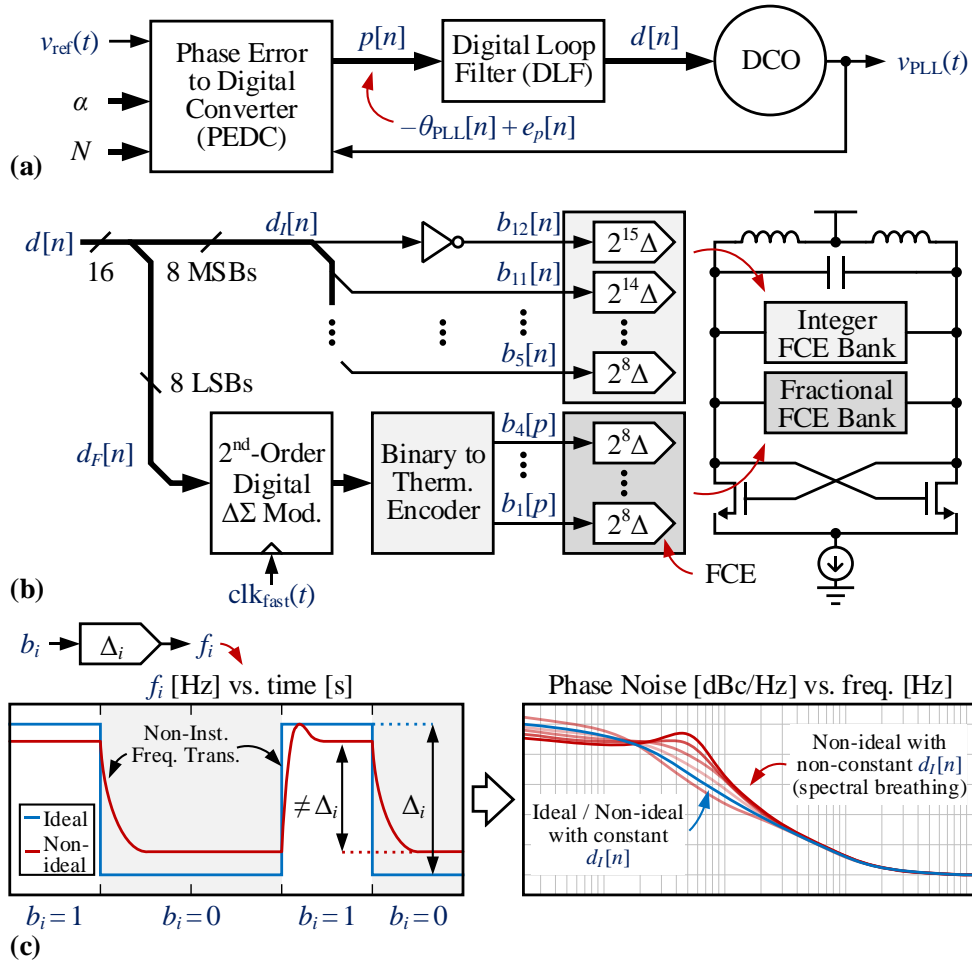 v_ref(t)
α
N
Phase Error
to Digital
Converter
(PEDC)
p[n]
−θ_PLL[n] + e_p[n]
Digital Loop
Filter (DLF)
d[n]
DCO
v_PLL(t)
(a)
d[n]
16
8 MSBs
d_I[n]
b_12[n]
2^15Δ
b_11[n]
2^14Δ
b_5[n]
2^8Δ
8 LSBs
d_F[n]
2nd-Order
Digital
ΔΣ Mod.
clk_fast(t)
Binary to
Therm.
Encoder
b_4[p]
2^8Δ
b_1[p]
2^8Δ
FCE
Integer
FCE Bank
Fractional
FCE Bank
(b)
b_i
Δ_i
f_i
f_i [Hz] vs. time [s]
Non-Inst.
Freq. Trans.
≠ Δ_i
Δ_i
Ideal
Non-
ideal
b_i = 1
b_i = 0
b_i = 1
b_i = 0
Phase Noise [dBc/Hz] vs. freq. [Hz]
Non-ideal with
non-constant d_I[n]
(spectral breathing)
Ideal / Non-ideal
with constant
d_I[n]
(c)